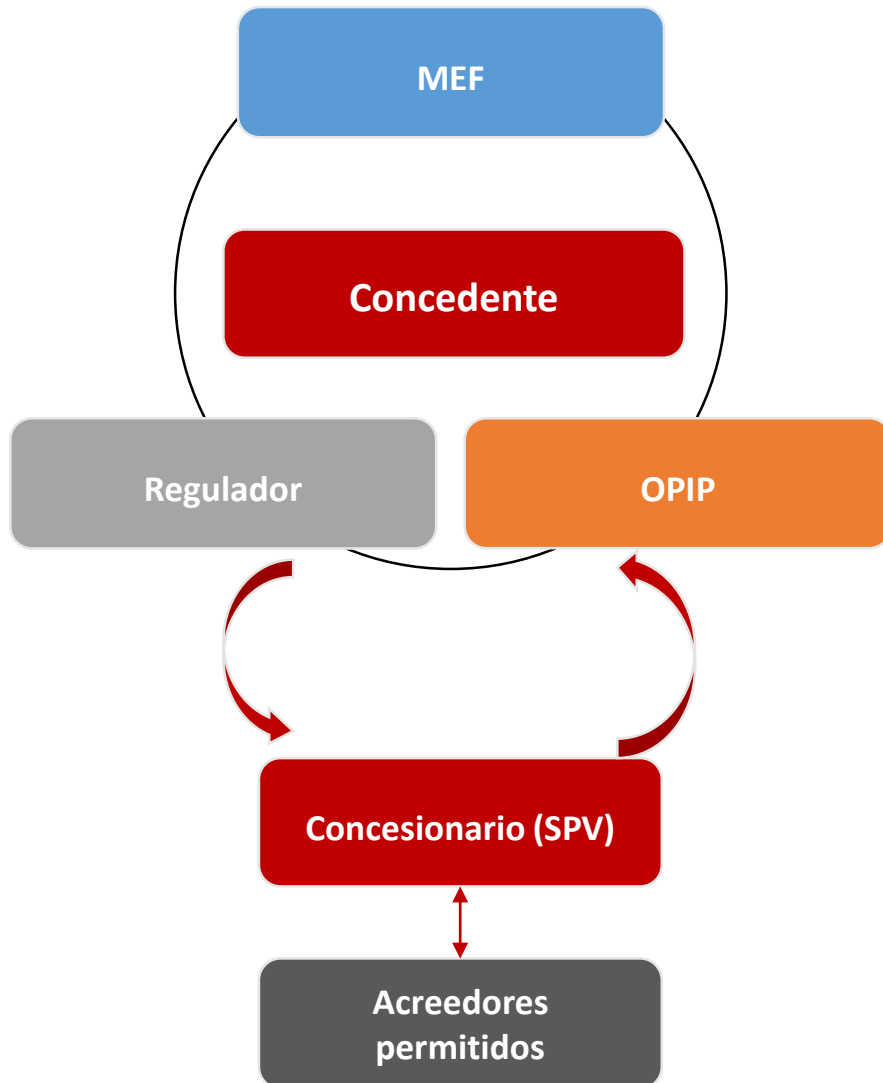 MEF
Concedente
Regulador
OPIP
Concesionario (SPV)
Acreedores
permitidos